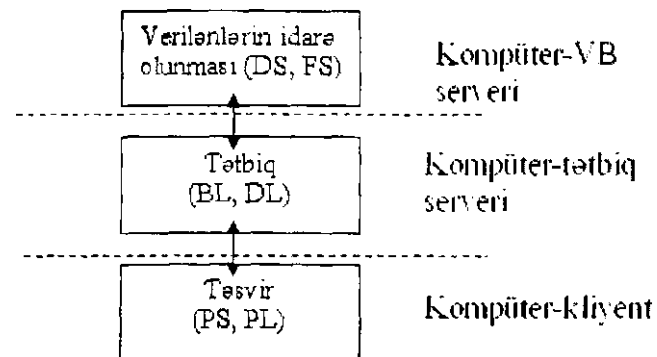 Verilənlərin idarə
olunması (DS, FS)
Kompüter-VB
serveri
Tətbiq
(BL, DL)
Kompüter-tətbiq
serveri
Təsvir
(PS, PL)
Kompüter-kliyent